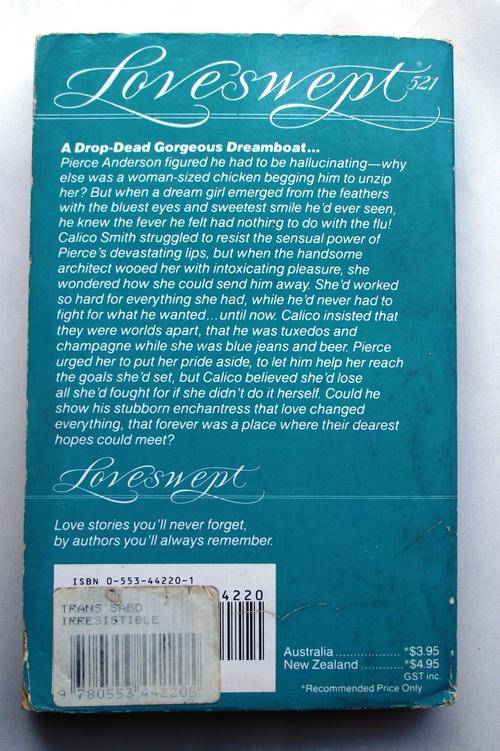 Loveswept 521
A Drop-Dead Gorgeous Dreamboat...
Pierce Anderson figured he had to be hallucinating—why
else was a woman-sized chicken begging him to unzip
her? But when a dream girl emerged from the feathers
with the bluest eyes and sweetest smile he'd ever seen,
he knew the fever he felt had nothing to do with the flu!
Calico Smith struggled to resist the sensual power of
Pierce's devastating lips, but when the handsome
architect wooed her with intoxicating pleasure, she
wondered how she could send him away. She'd worked
so hard for everything she had, while he'd never had to
fight for what he wanted...until now. Calico insisted that
they were worlds apart, that he was tuxedos and
champagne while she was blue jeans and beer. Pierce
urged her to put her pride aside, to let him help her reach
the goals she'd set, but Calico believed she'd lose
all she'd fought for if she didn't do it herself. Could he
show his stubborn enchantress that love changed
everything, that forever was a place where their dearest
hopes could meet?
Loveswept
Love stories you'll never forget,
by authors you'll always remember.
ISBN 0-553-44220-1
4220
TRANS SABD
IRRESISTIBLE
9 780553 442205
Australia .................. *$3.95
New Zealand ........... *$4.95
GST inc.
*Recommended Price Only